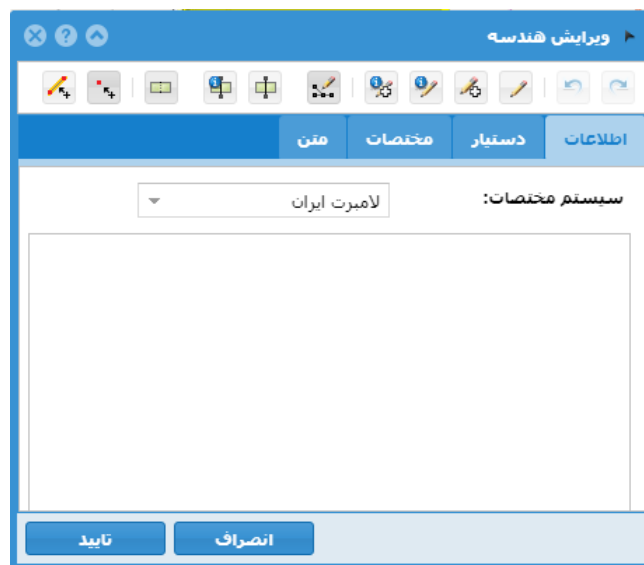 ویرایش هندسه
اطلاعات
دستیار
مختصات
متن
سیستم مختصات:
لامبرت ایران
انصراف
تایید